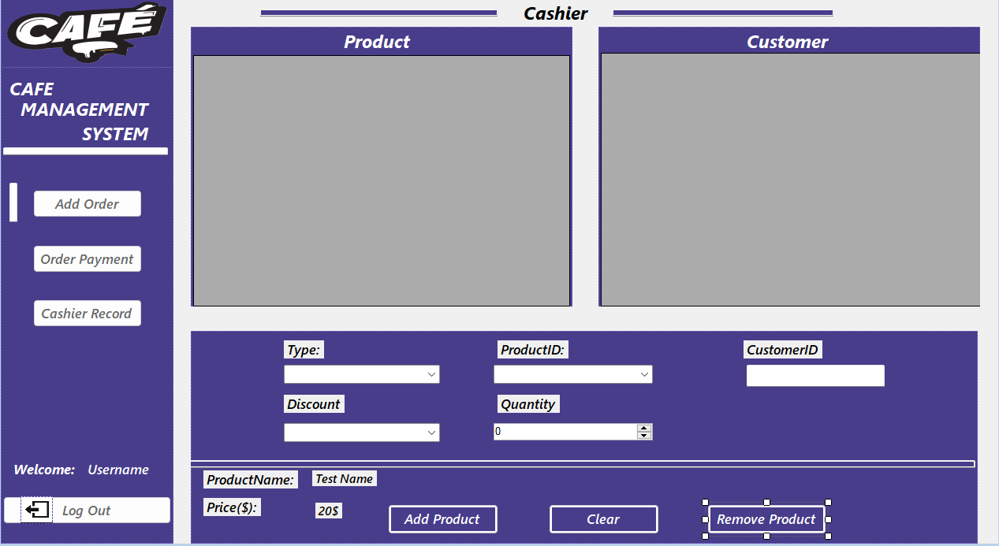 CAFÉ
CAFE
MANAGEMENT
SYSTEM
Add Order
Order Payment
Cashier Record
Welcome: Username
Log Out
Cashier
Product
Customer
Type:
ProductID:
CustomerID
Discount
Quantity
0
ProductName: Test Name
Price($): 20$
Add Product
Clear
Remove Product